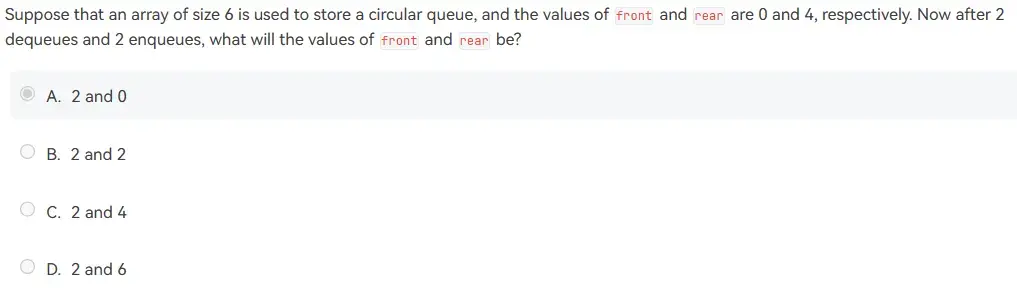 Suppose that an array of size 6 is used to store a circular queue, and the values of front and rear are 0 and 4, respectively. Now after 2
dequeues and 2 enqueues, what will the values of front and rear be?
A. 2 and 0
B. 2 and 2
C. 2 and 4
D. 2 and 6